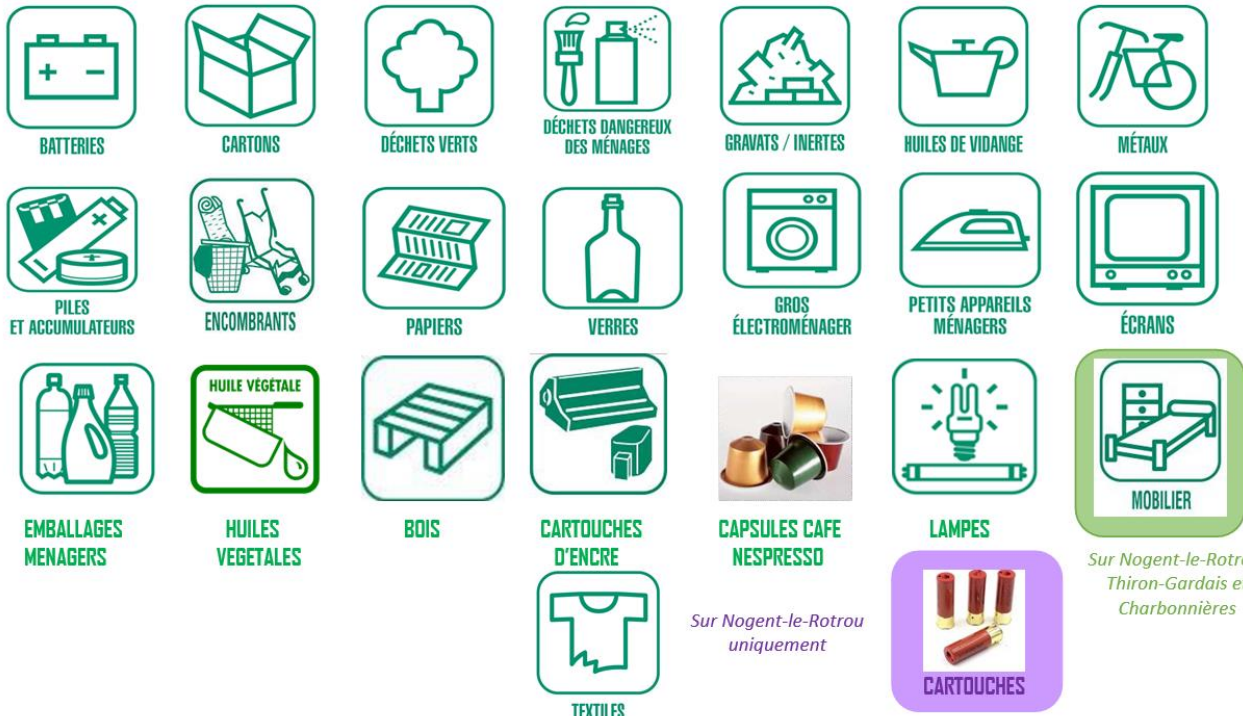 BATTERIES
CARTONS
DÉCHETS VERTS
DÉCHETS DANGEREUX
DES MÉNAGES
GRAVATS / INERTES
HUILES DE VIDANGE
MÉTAUX
PILES
ET ACCUMULATEURS
ENCOMBRANTS
PAPIERS
VERRES
GROS
ÉLECTROMÉNAGER
PETITS APPAREILS
MÉNAGERS
ÉCRANS
HUILE VÉGÉTALE
MOBILIER
EMBALLAGES
MENAGERS
HUILES
VEGETALES
BOIS
CARTOUCHES
D'ENCRE
CAPSULES CAFE
NESPRESSO
LAMPES
Sur Nogent-le-Rotro
Thiron-Gardais e
Charbonnières
TEXTILES
Sur Nogent-le-Rotrou
uniquement
CARTOUCHES